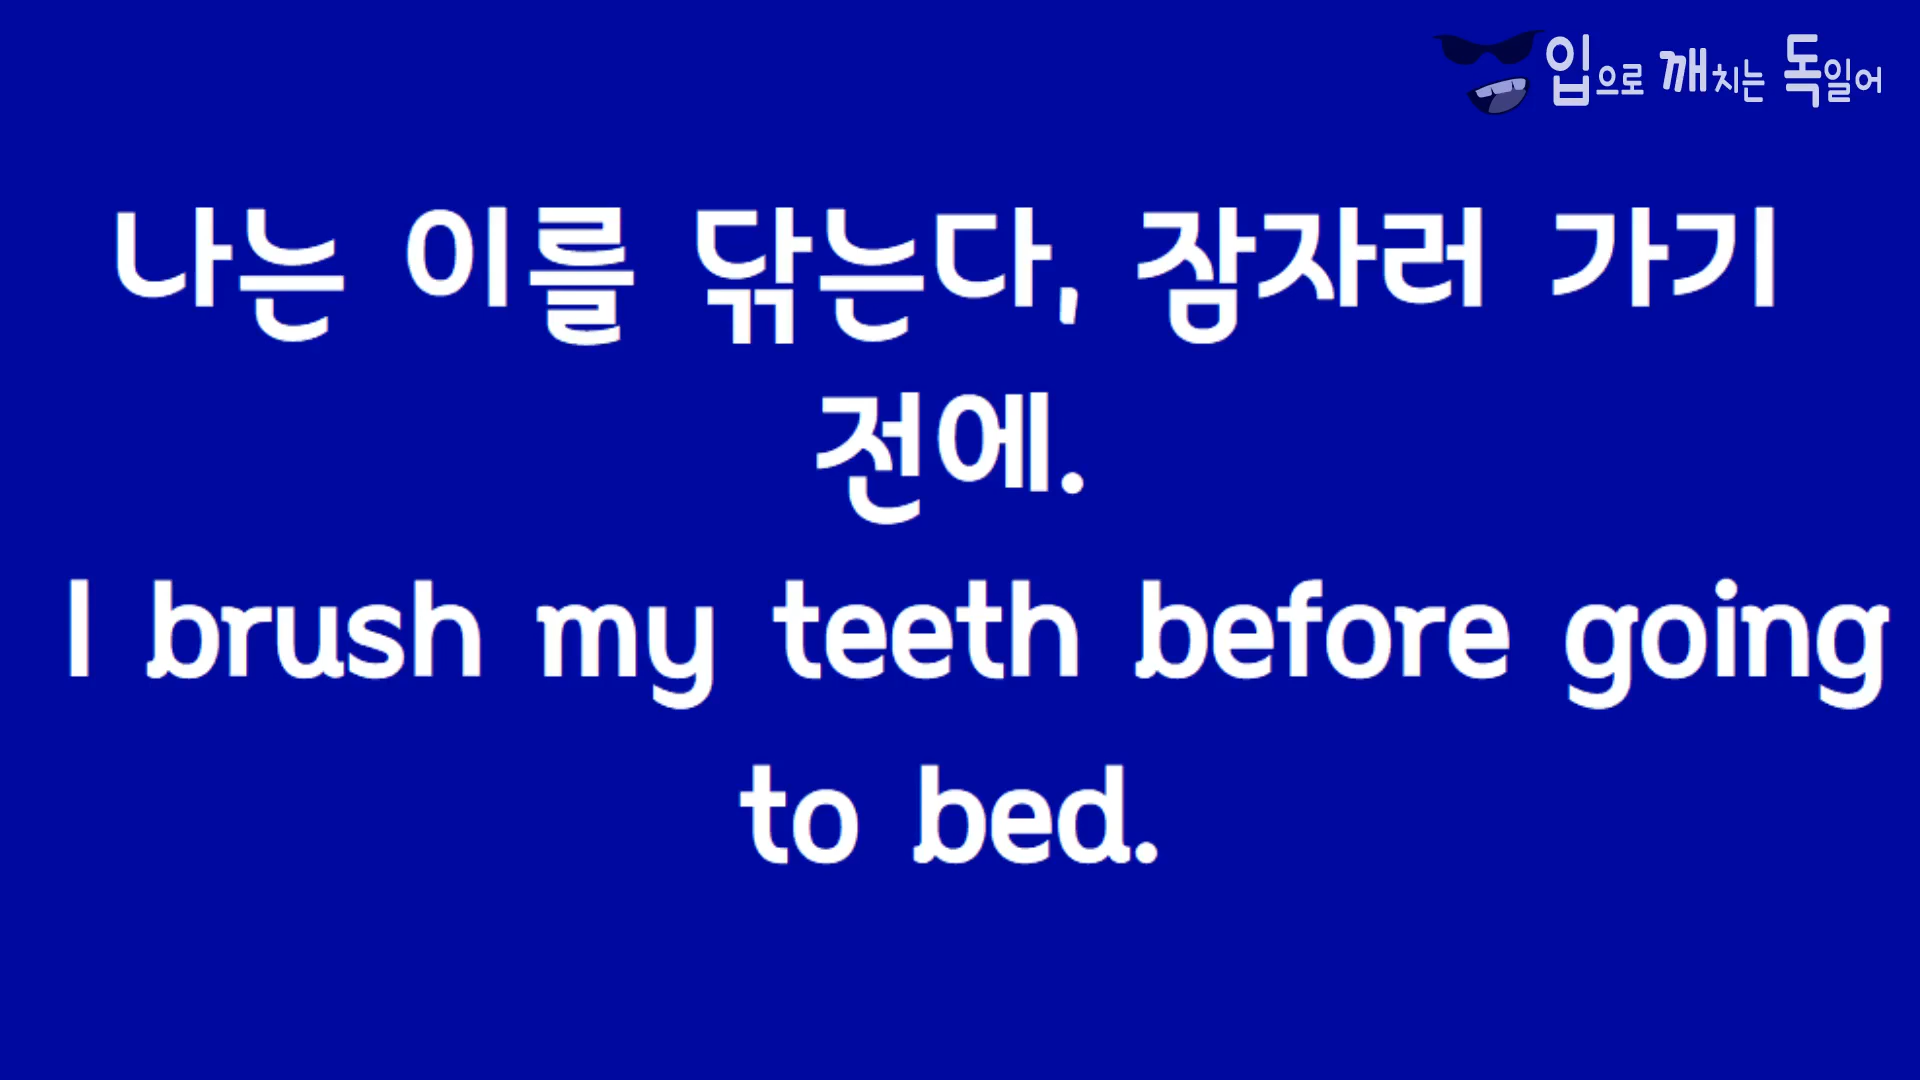 입으로 깨치는 독일어
나는 이를 닦는다, 잠자러 가기
전에.
I brush my teeth before going
to bed.